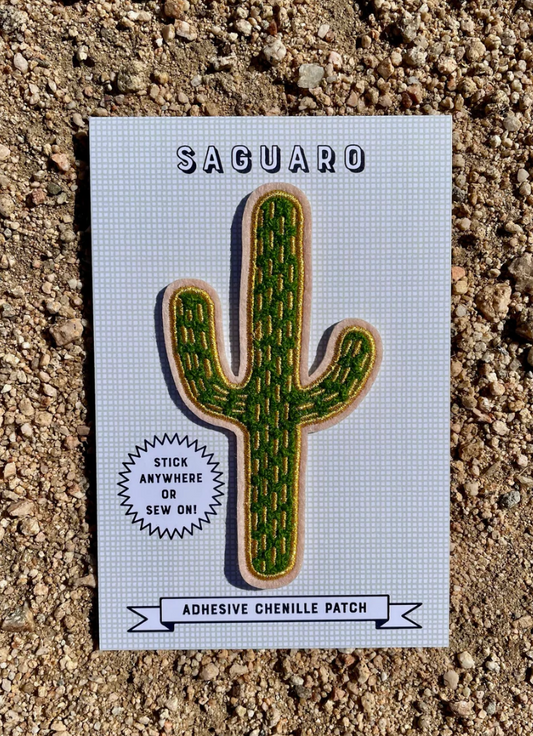 SAGUARO
STICK
ANYWHERE
OR
SEW ON!
ADHESIVE CHENILLE PATCH